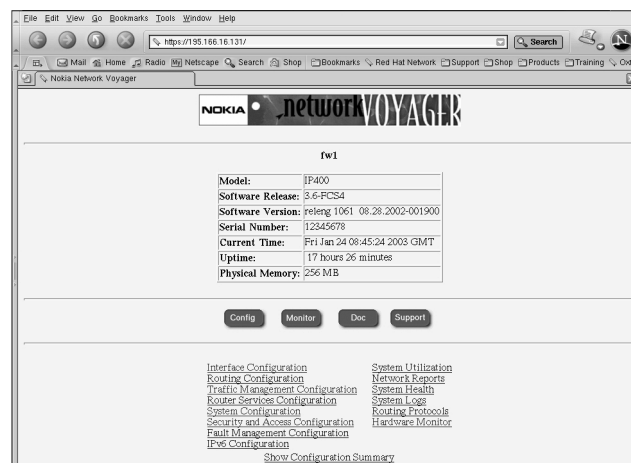 File Edit View Go Bookmarks Tools Window Help
https://195.166.16.131/ Search N
Mail Home Radio My Netscape Search Shop Bookmarks Red Hat Network Support Shop Products Training
Nokia Network Voyager
NOKIA network VOYAGER
fw1
Model: IP400
Software Release: 3.6-FCS4
Software Version: releng 1061 08.28.2002-001900
Serial Number: 12345678
Current Time: Fri Jan 24 08:45:24 2003 GMT
Uptime: 17 hours 26 minutes
Physical Memory: 256 MB
Config Monitor Doc Support
Interface Configuration System Utilization
Routing Configuration Network Reports
Traffic Management Configuration System Health
Router Services Configuration System Logs
System Configuration Routing Protocols
Security and Access Configuration Hardware Monitor
Fault Management Configuration
IPv6 Configuration
Show Configuration Summary